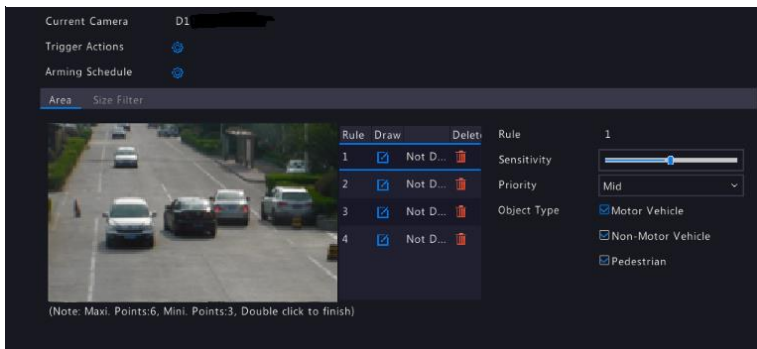 Current Camera D1
Trigger Actions
Arming Schedule
Area Size Filter
Rule Draw Delet
1 Not D...
2 Not D...
3 Not D...
4 Not D...
Rule 1
Sensitivity
Priority Mid
Object Type Motor Vehicle
Non-Motor Vehicle
Pedestrian
(Note: Maxi. Points:6, Mini. Points:3, Double click to finish)